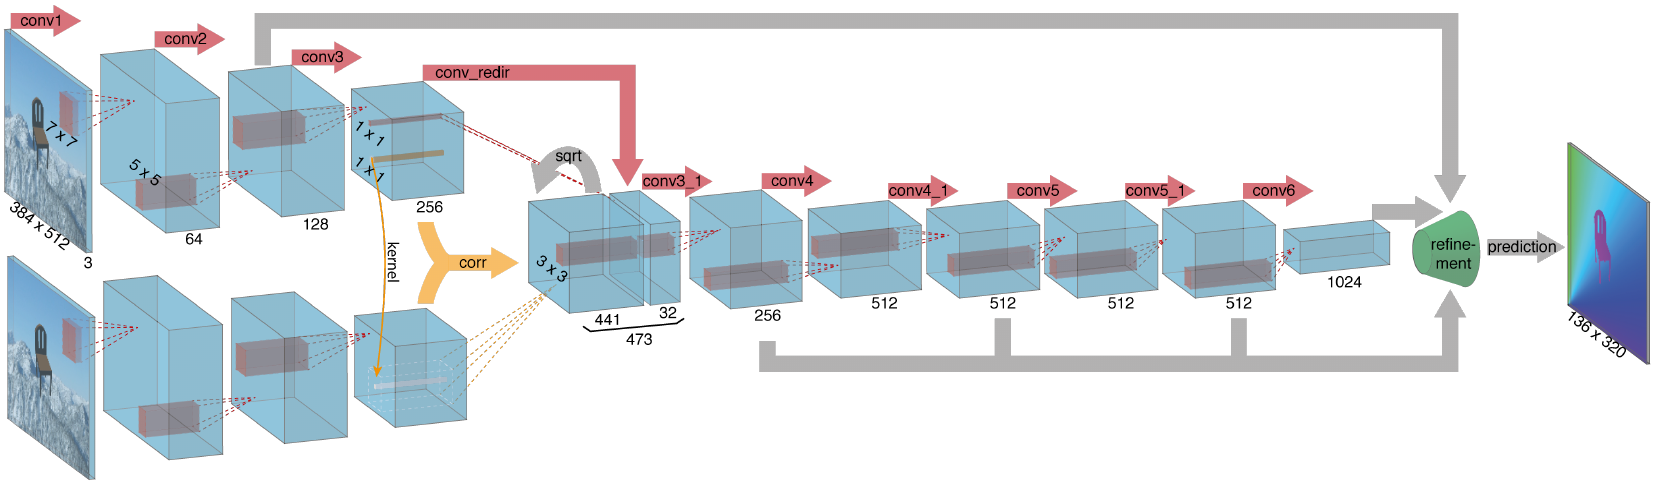 conv1
conv2
conv3
conv_redir
7 x 7
5 x 5
1 x 1
1 x 1
384 x 512
3
64
128
256
kernel
corr
sqrt
3 x 3
441
32
473
conv3_1
conv4
conv4_1
conv5
conv5_1
conv6
256
512
512
512
512
1024
refine-
ment
prediction
136 x 320